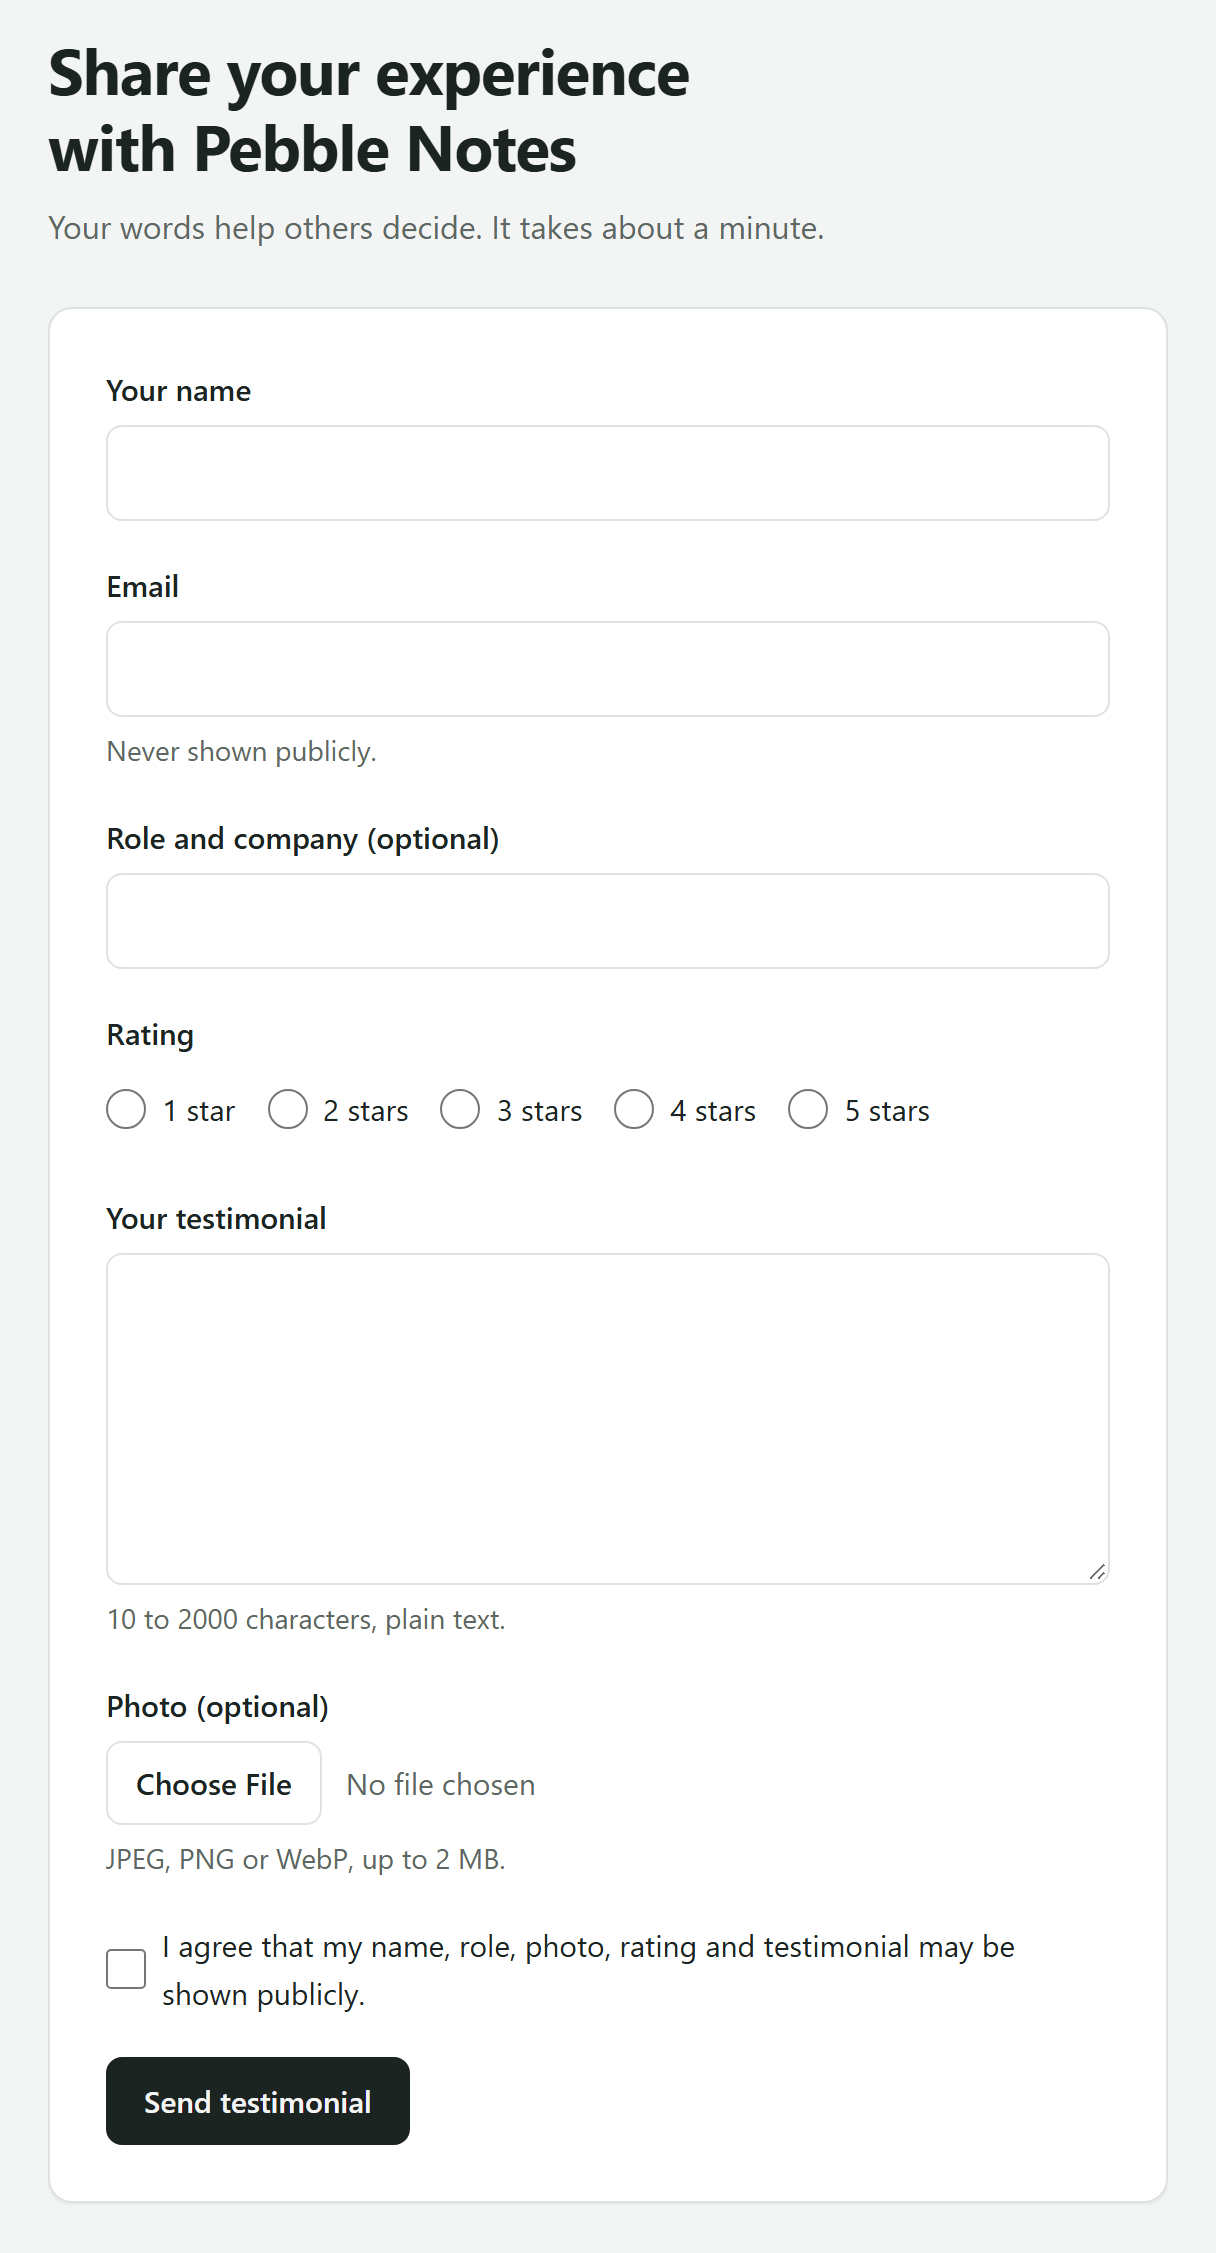 Share your experience
with Pebble Notes
Your words help others decide. It takes about a minute.
Your name
Email
Never shown publicly.
Role and company (optional)
Rating
1 star 2 stars 3 stars 4 stars 5 stars
Your testimonial
10 to 2000 characters, plain text.
Photo (optional)
Choose File No file chosen
JPEG, PNG or WebP, up to 2 MB.
I agree that my name, role, photo, rating and testimonial may be
shown publicly.
Send testimonial